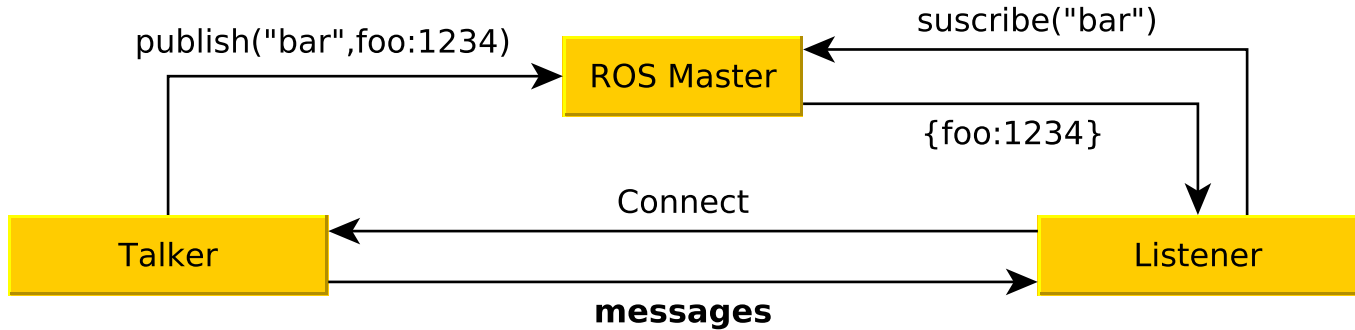 suscribe("bar")
publish("bar",foo:1234)
ROS Master
{foo:1234}
Connect
Talker
Listener
messages